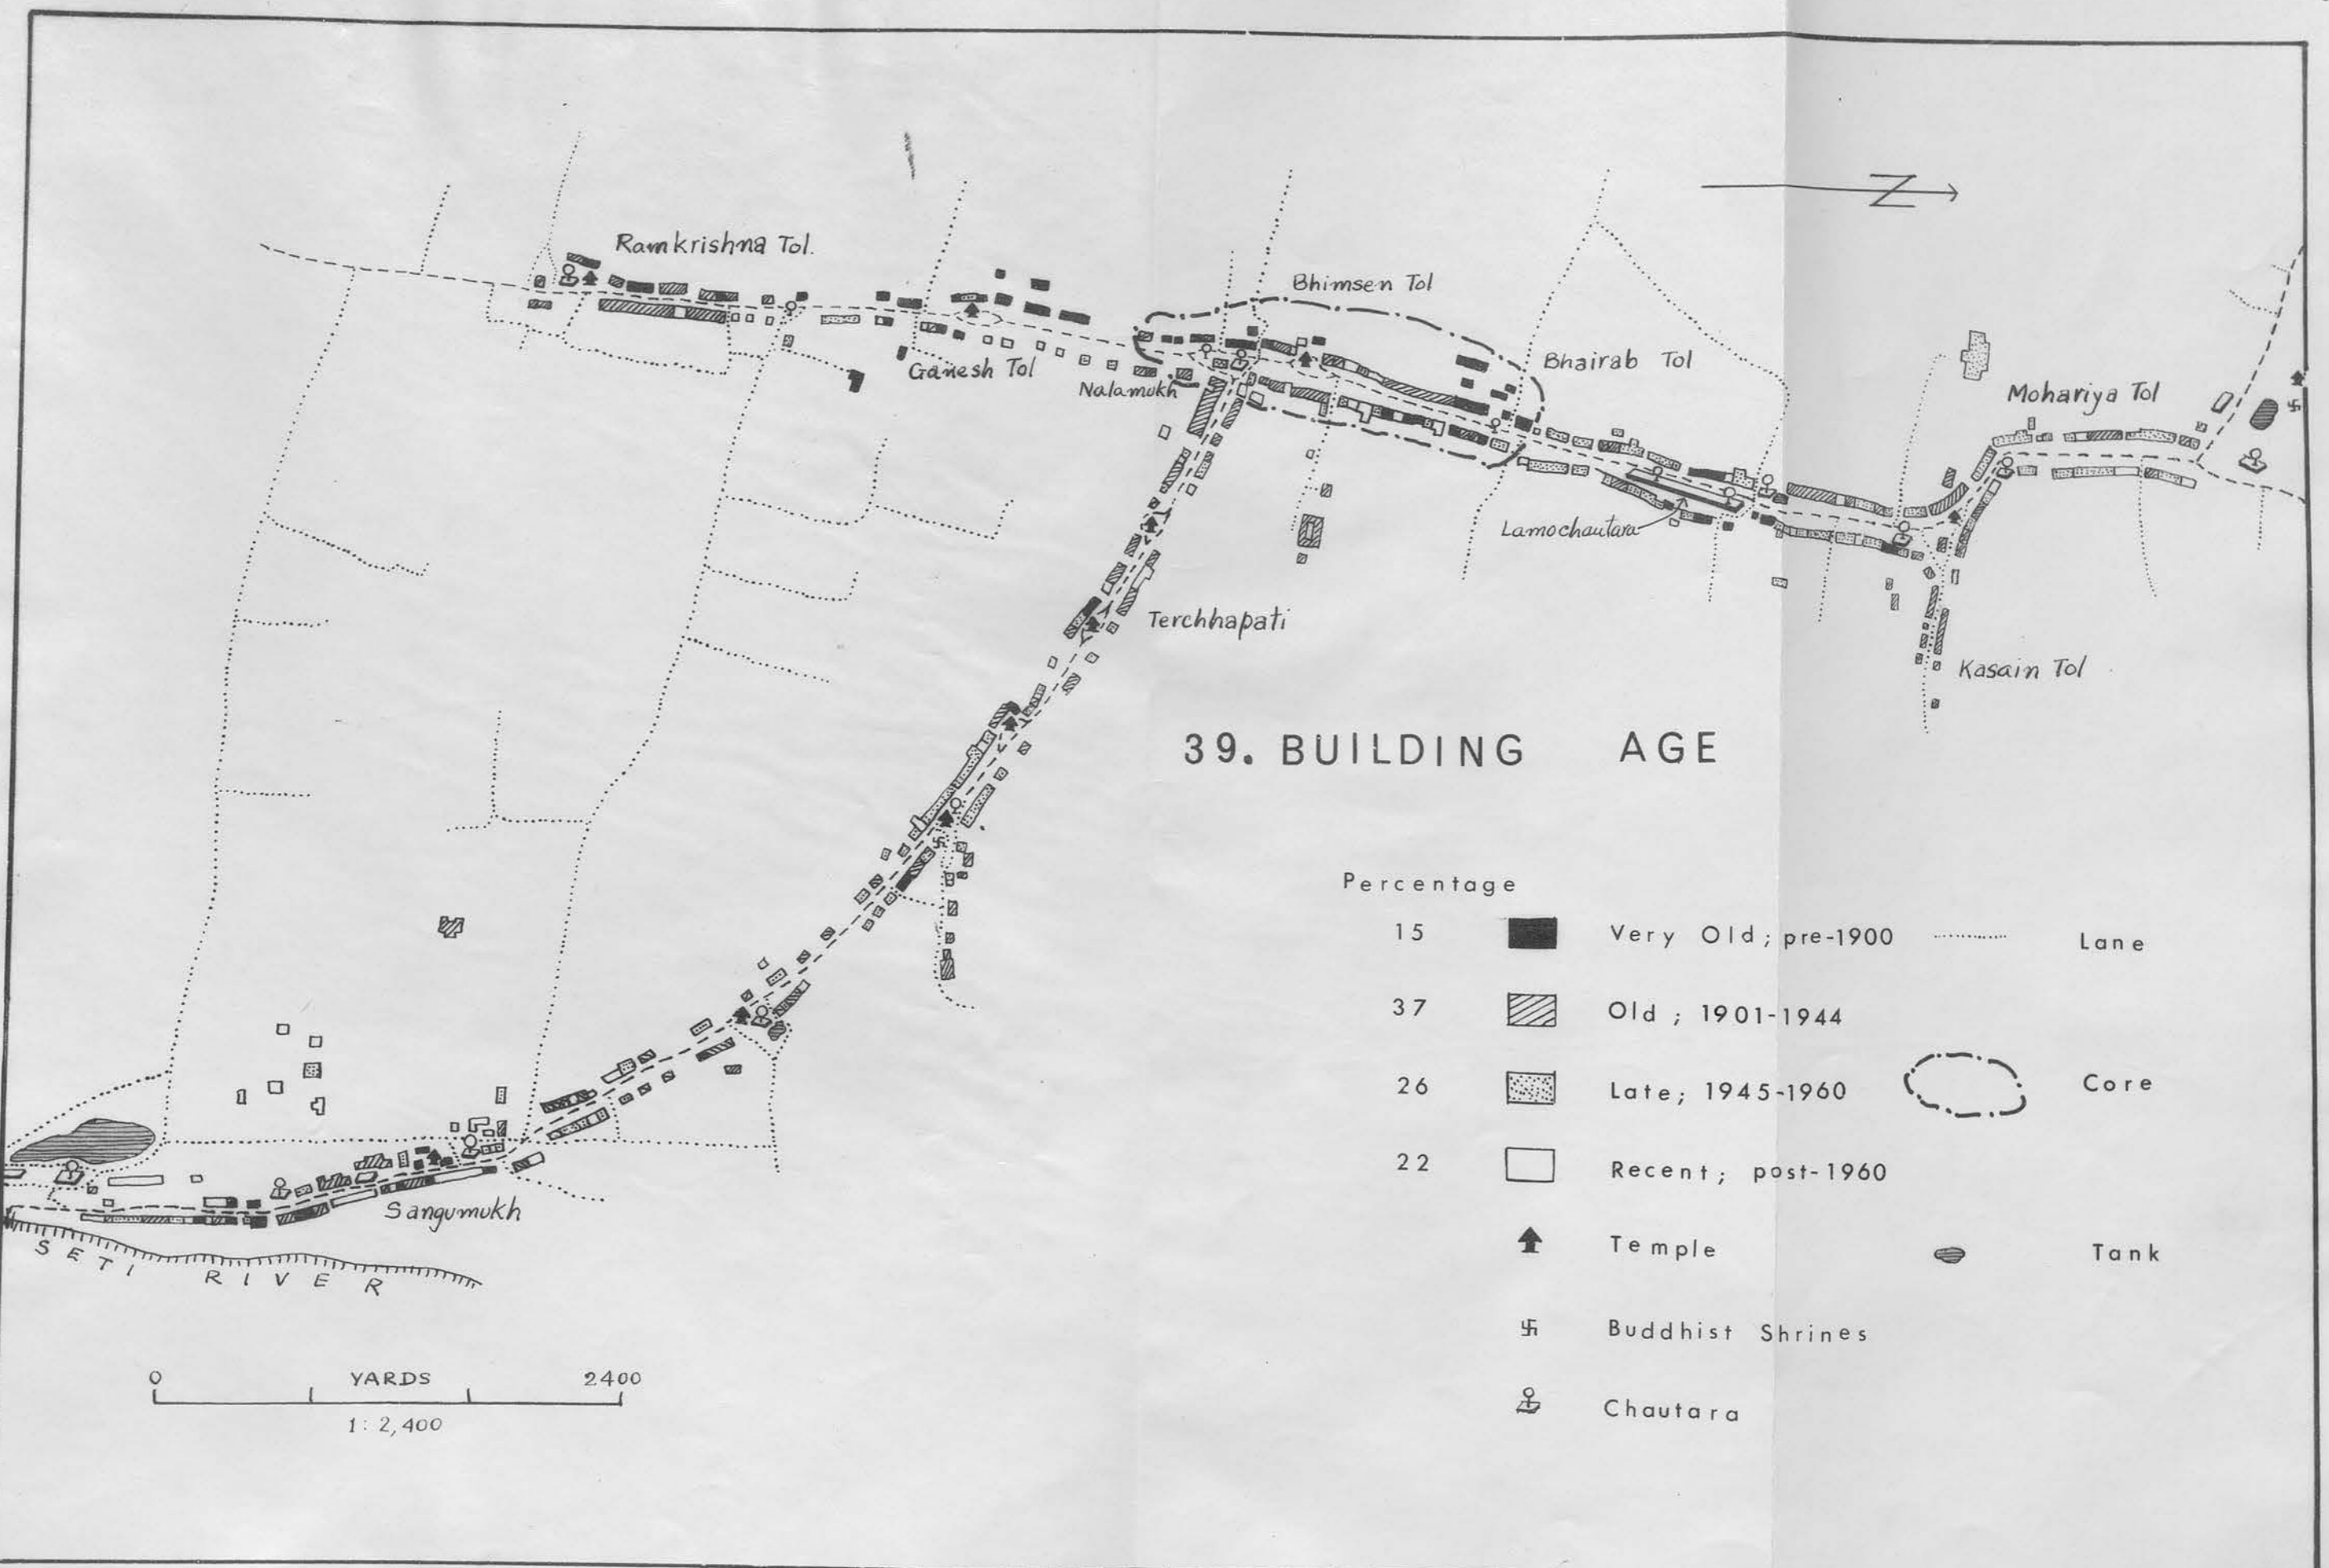 Z
Ramkrishna Tol.
Bhimsen Tol
Bhairab Tol
Ganesh Tol
Nalamukh
Mohariya Tol
Lamochautara
Terchhapati
Kasain Tol
39. BUILDING AGE
Percentage
15 Very Old; pre-1900 Lane
37 Old ; 1901-1944
26 Late; 1945-1960 Core
22 Recent; post-1960
Temple Tank
卐 Buddhist Shrines
Chautara
Sangumukh
SETI RIVER
0 YARDS 2400
1: 2,400